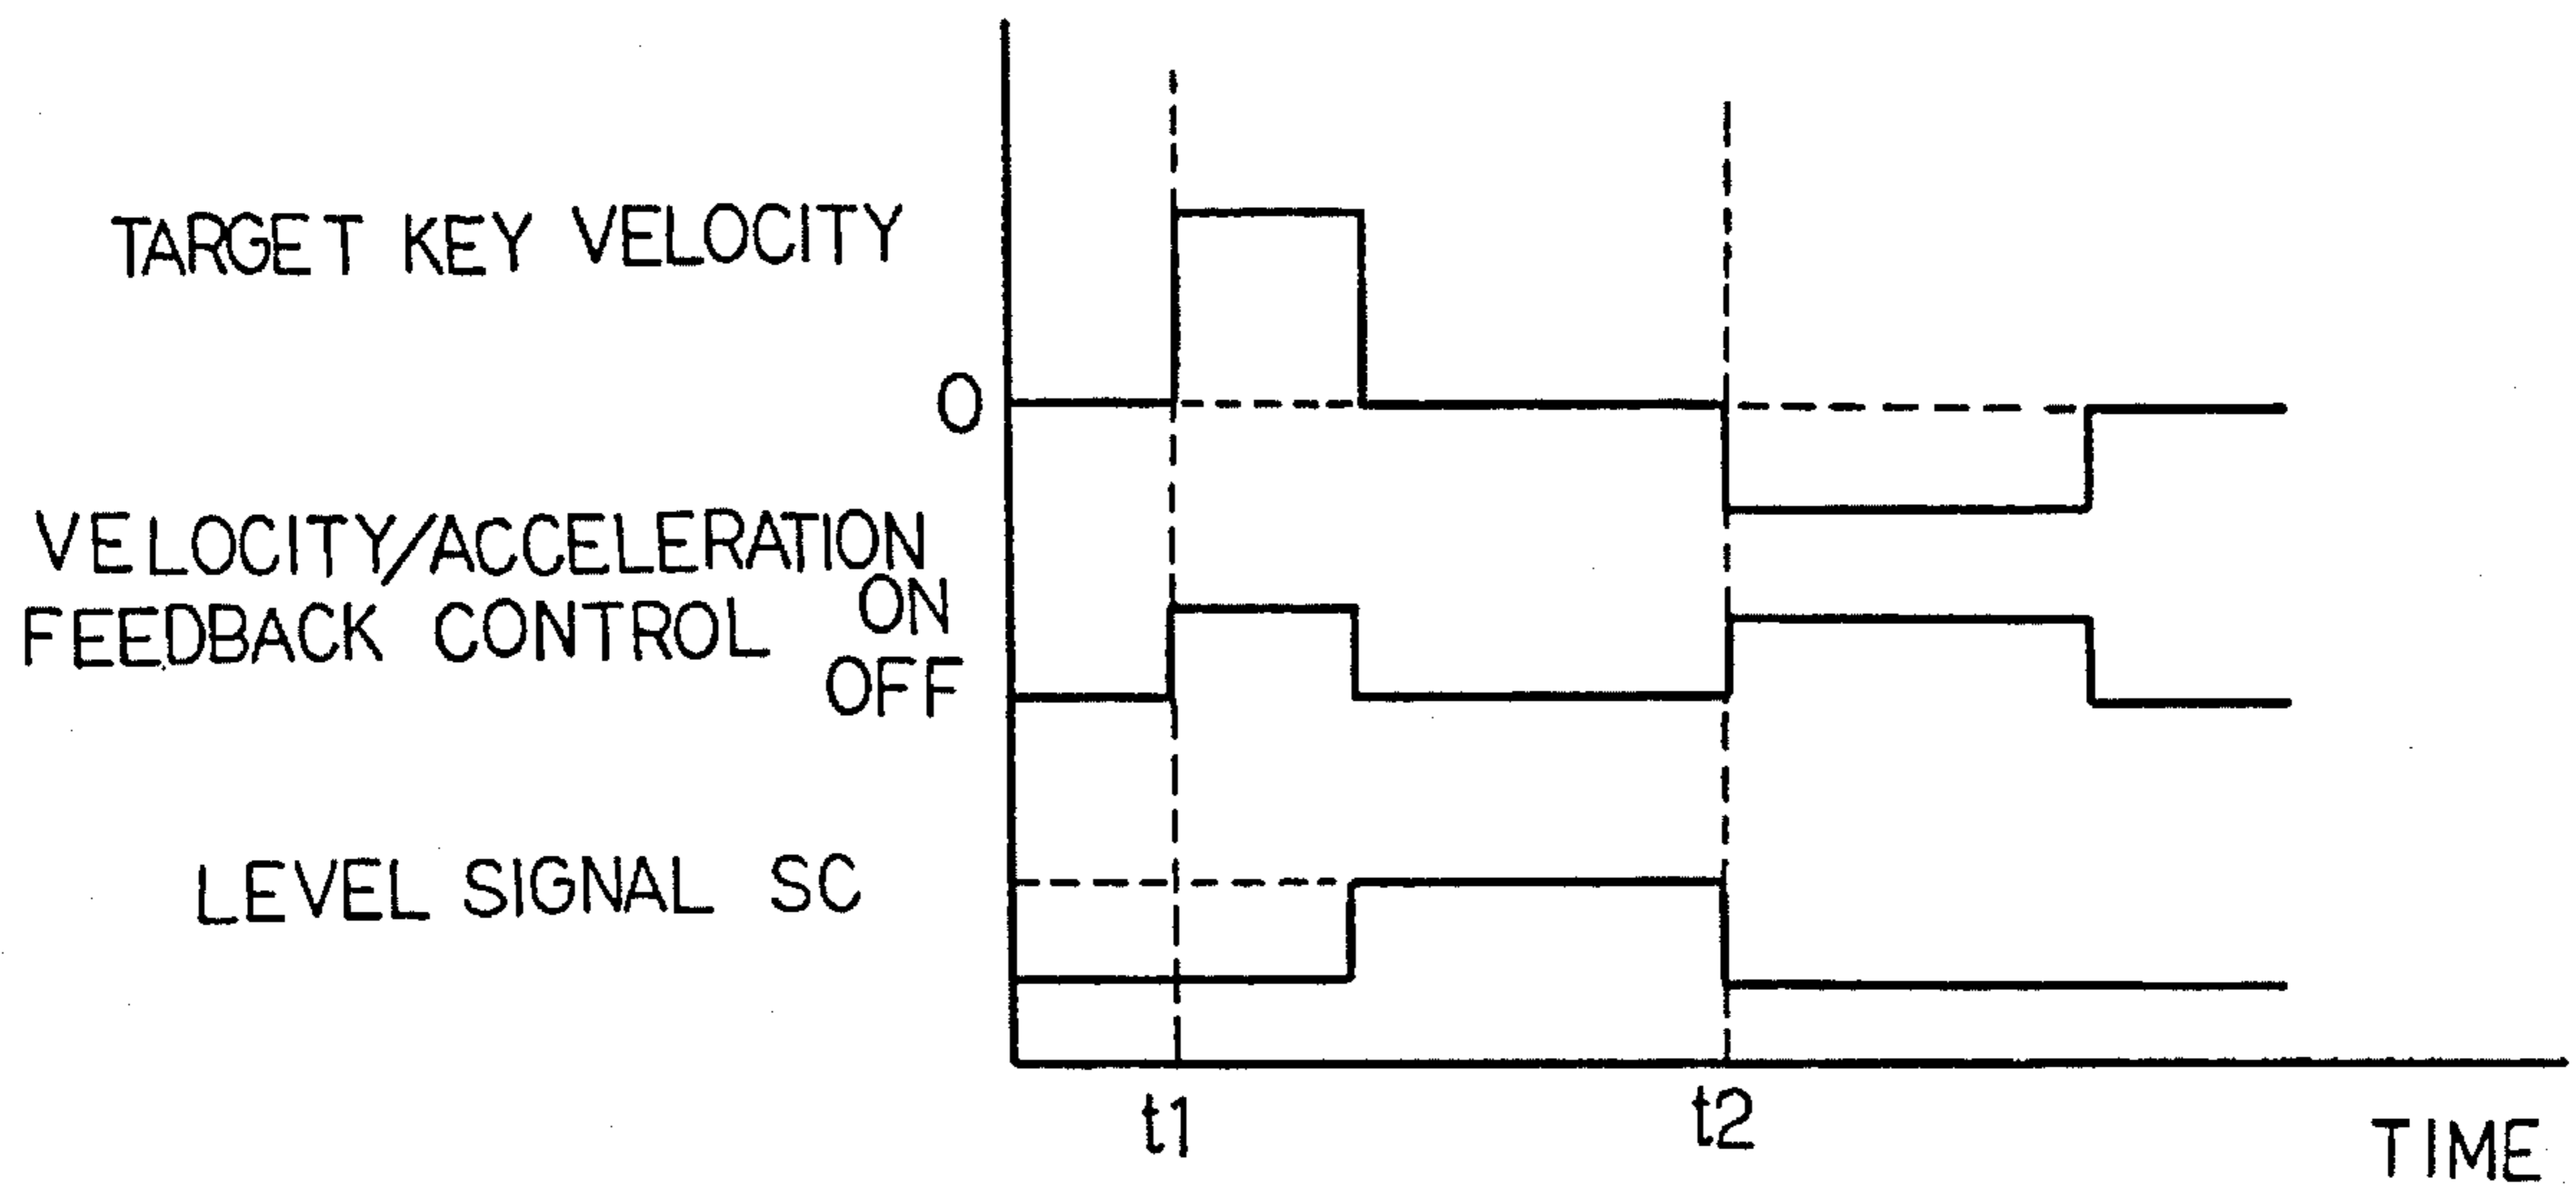 TARGET KEY VELOCITY
0
VELOCITY/ACCELERATION
FEEDBACK CONTROL ON
OFF
LEVEL SIGNAL SC
t1 t2
TIME